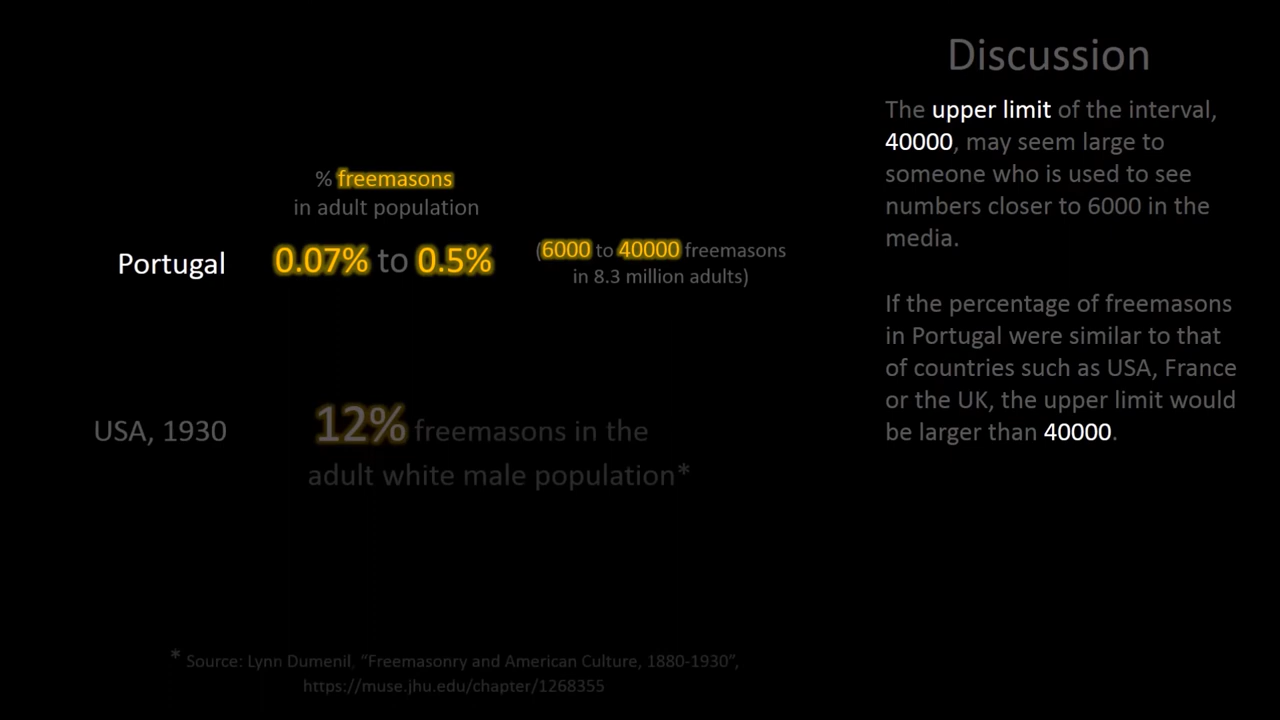 Discussion
The upper limit of the interval,
40000, may seem large to
someone who is used to see
numbers closer to 6000 in the
media.
If the percentage of freemasons
in Portugal were similar to that
of countries such as USA, France
or the UK, the upper limit would
be larger than 40000.
% freemasons
in adult population
Portugal
0.07% to 0.5%
(6000 to 40000 freemasons
in 8.3 million adults)
USA, 1930
12% freemasons in the
adult white male population*
* Source: Lynn Dumenil, “Freemasonry and American Culture, 1880-1930”,
https://muse.jhu.edu/chapter/1268355